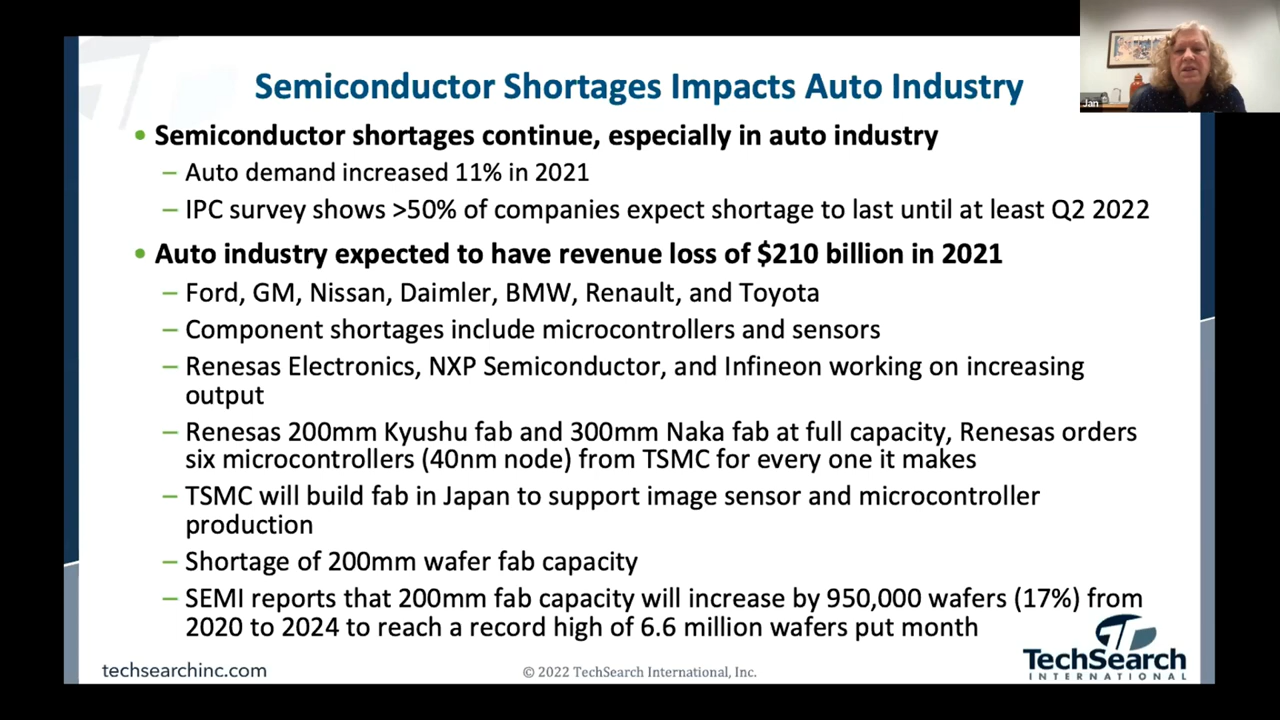 Semiconductor Shortages Impacts Auto Industry
Jan
• Semiconductor shortages continue, especially in auto industry
– Auto demand increased 11% in 2021
– IPC survey shows >50% of companies expect shortage to last until at least Q2 2022
• Auto industry expected to have revenue loss of $210 billion in 2021
– Ford, GM, Nissan, Daimler, BMW, Renault, and Toyota
– Component shortages include microcontrollers and sensors
– Renesas Electronics, NXP Semiconductor, and Infineon working on increasing
output
– Renesas 200mm Kyushu fab and 300mm Naka fab at full capacity, Renesas orders
six microcontrollers (40nm node) from TSMC for every one it makes
– TSMC will build fab in Japan to support image sensor and microcontroller
production
– Shortage of 200mm wafer fab capacity
– SEMI reports that 200mm fab capacity will increase by 950,000 wafers (17%) from
2020 to 2024 to reach a record high of 6.6 million wafers put month
techsearchinc.com
© 2022 TechSearch International, Inc.
TechSearch
INTERNATIONAL